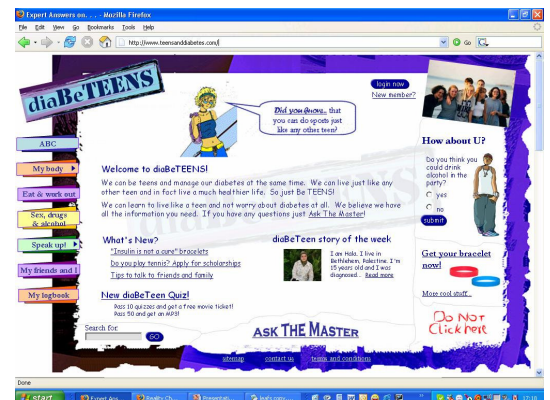 Expert Answers on. . . - Mozilla Firefox
File Edit View Go Bookmarks Tools Help
http://www.teensanddiabetes.com/
Go
diaBeTEENS
login now
New member?
Did you know... that
you can do sports just
like any other teen?
ABC
My body
Eat & work out
Sex, drugs
& alcohol
Speak up!
My friends and I
My logbook
Welcome to diaBeTEENS!
We can be teens and manage our diabetes at the same time. We can live just like any
other teen and in fact live a much healthier life. So just Be TEENS!
We can learn to live like a teen and not worry about diabetes at all. We believe we have
all the information you need. If you have any questions just Ask The Master!
What's New?
"Insulin is not a cure" bracelets
Do you play tennis? Apply for scholarships
Tips to talk to friends and family
diaBeTeen story of the week
I am Hala. I live in
Bethlehem, Palestine. I'm
15 years old and I was
diagnosed... Read more
New diaBeTeen Quiz!
Pass 10 quizzes and get a free movie ticket!
Pass 50 and get an MP3!
Search for:
GO
ASK THE MASTER
sitemap contact us terms and conditions
How about U?
Do you think you
could drink
alcohol in the
party?
yes
no
submit
Get your bracelet
now!
More cool stuff...
Do Not
Click here
Done
start
Expert Ans...
Reality Ch...
Presentati...
17:18